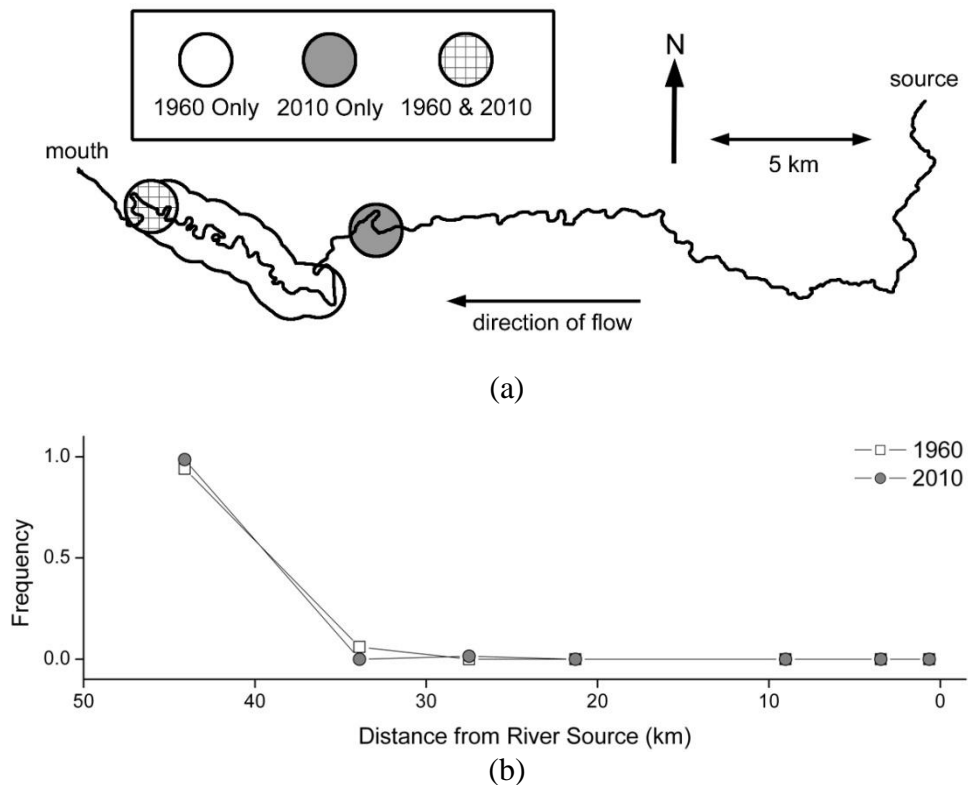 1960 Only 2010 Only 1960 & 2010
N
source
5 km
mouth
direction of flow
(a)
1.0
0.5
0.0
Frequency
1960
2010
50 40 30 20 10 0
Distance from River Source (km)
(b)